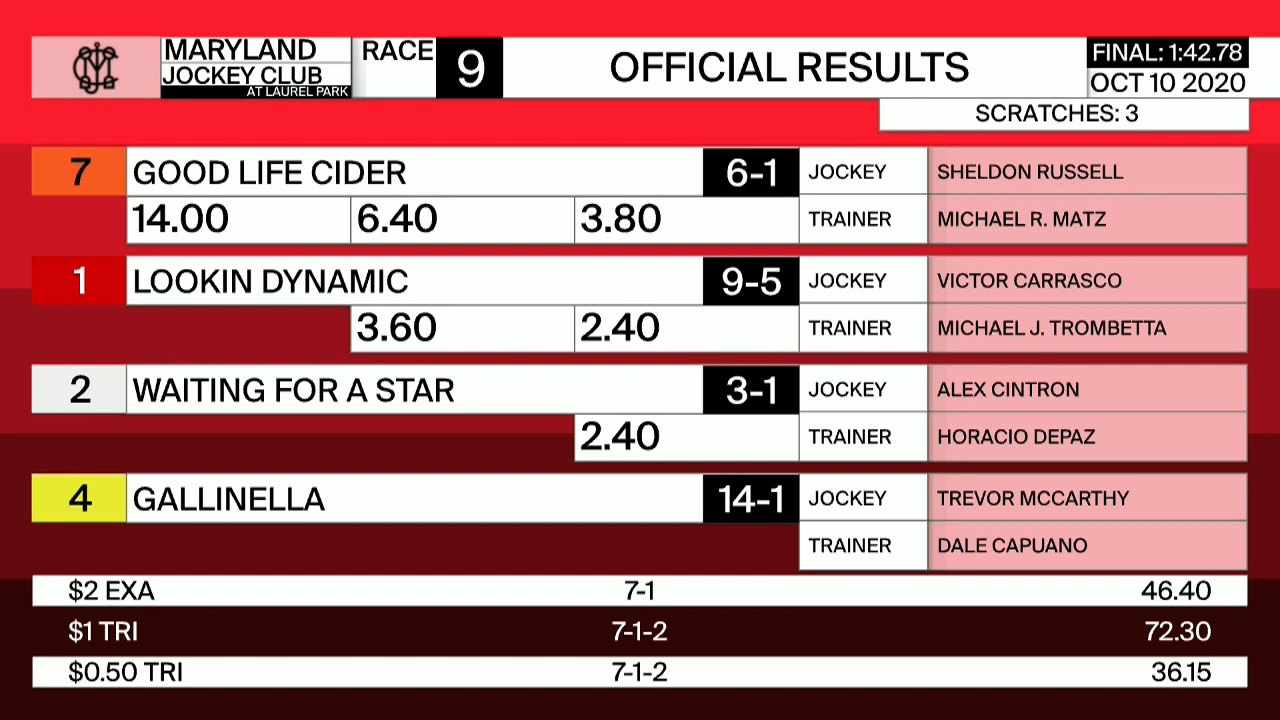 MARYLAND
JOCKEY CLUB
AT LAUREL PARK
RACE 9
OFFICIAL RESULTS
FINAL: 1:42.78
OCT 10 2020
SCRATCHES: 3
7 GOOD LIFE CIDER 6-1 JOCKEY SHELDON RUSSELL
14.00 6.40 3.80 TRAINER MICHAEL R. MATZ
1 LOOKIN DYNAMIC 9-5 JOCKEY VICTOR CARRASCO
3.60 2.40 TRAINER MICHAEL J. TROMBETTA
2 WAITING FOR A STAR 3-1 JOCKEY ALEX CINTRON
2.40 TRAINER HORACIO DEPAZ
4 GALLINELLA 14-1 JOCKEY TREVOR MCCARTHY
TRAINER DALE CAPUANO
$2 EXA 7-1 46.40
$1 TRI 7-1-2 72.30
$0.50 TRI 7-1-2 36.15